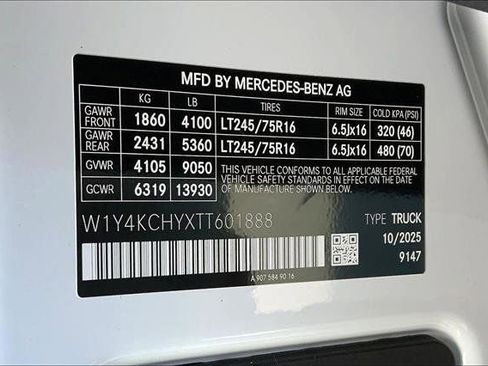 MFD BY MERCEDES-BENZ AG
KG LB TIRES RIM SIZE COLD KPA (PSI)
GAWR FRONT 1860 4100 LT245/75R16 6.5Jx16 320 (46)
GAWR REAR 2431 5360 LT245/75R16 6.5Jx16 480 (70)
GVWR 4105 9050 THIS VEHICLE CONFORMS TO ALL APPLICABLE FEDERAL MOTOR
GCWR 6319 13930 VEHICLE SAFETY STANDARDS IN EFFECT ON THE DATE
OF MANUFACTURE SHOWN ABOVE.
W1Y4KCHYXTT601888 TYPE TRUCK
10/2025
9147
A 907 584 90 16